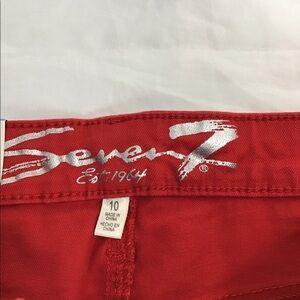 Seven7®
Est. 1964
10
MADE IN
CHINA
HECHO EN
CHINA